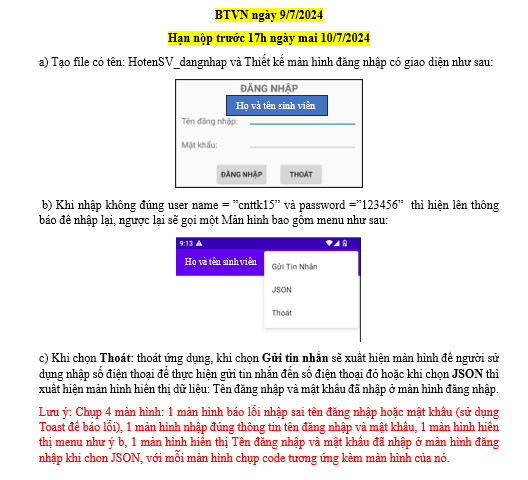 BTVN ngày 9/7/2024
Hạn nộp trước 17h ngày mai 10/7/2024
a) Tạo file có tên: HotenSV_dangnhap và Thiết kế màn hình đăng nhập có giao diện như sau:
ĐĂNG NHẬP
Họ và tên sinh viên
Tên đăng nhập:
Mật khẩu:
ĐĂNG NHẬP THOÁT
b) Khi nhập không đúng user name = ”cnttk15” và password =”123456” thì hiện lên thông
báo để nhập lại, ngược lại sẽ gọi một Màn hình bao gồm menu như sau:
9:13
Họ và tên sinh viên
Gửi Tin Nhắn
JSON
Thoát
c) Khi chọn Thoát: thoát ứng dụng, khi chọn Gửi tin nhắn sẽ xuất hiện màn hình để người sử
dụng nhập số điện thoại để thực hiện gửi tin nhắn đến số điện thoại đó hoặc khi chọn JSON thì
xuất hiện màn hình hiển thị dữ liệu: Tên đăng nhập và mật khẩu đã nhập ở màn hình đăng nhập.
Lưu ý: Chụp 4 màn hình: 1 màn hình báo lỗi nhập sai tên đăng nhập hoặc mật khẩu (sử dụng
Toast để báo lỗi), 1 màn hình nhập đúng thông tin tên đăng nhập và mật khẩu, 1 màn hình hiển
thị menu như ý b, 1 màn hình hiển thị Tên đăng nhập và mật khẩu đã nhập ở màn hình đăng
nhập khi chon JSON, với mỗi màn hình chụp code tương ứng kèm màn hình của nó.